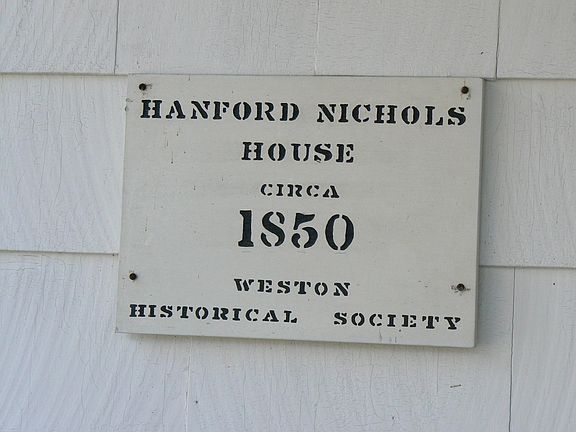 HANFORD NICHOLS
HOUSE
CIRCA
1850
WESTON
HISTORICAL SOCIETY